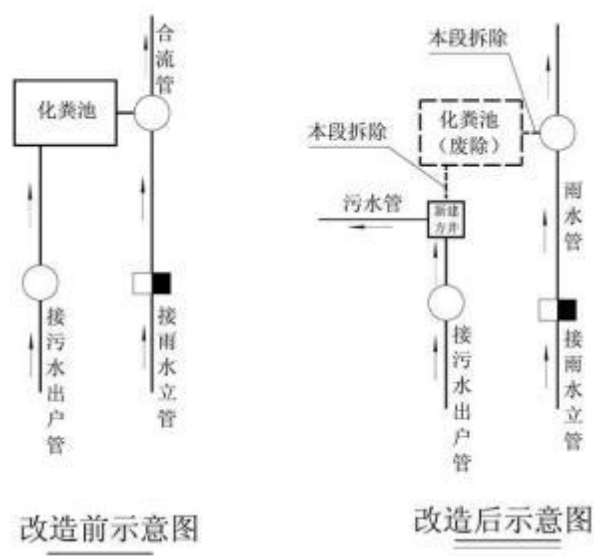 合流管
化粪池
接污水出户管
接雨水立管
改造前示意图
本段拆除
化粪池
（废除）
本段拆除
污水管
新建
方井
雨水管
接污水出户管
接雨水立管
改造后示意图